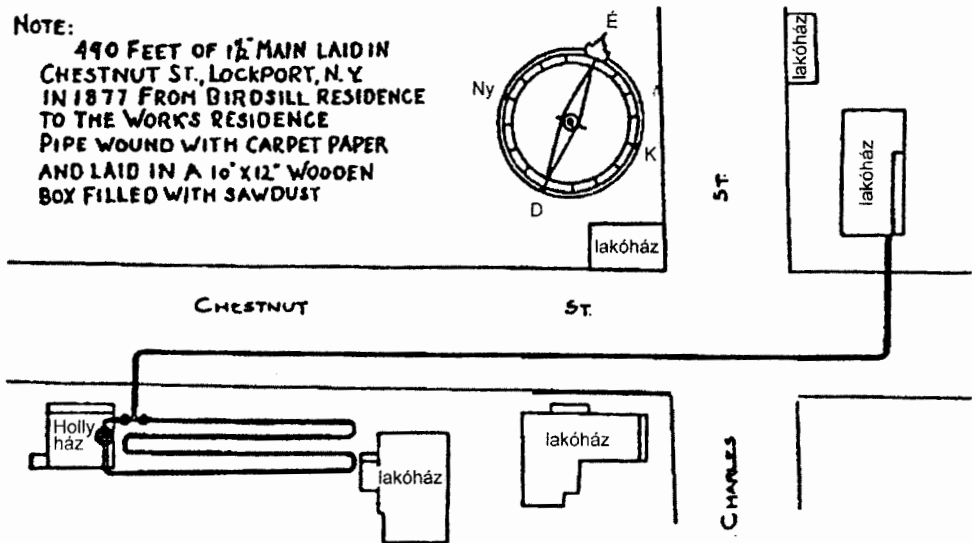 NOTE:
490 FEET OF 1½" MAIN LAID IN
CHESTNUT ST., LOCKPORT, N.Y.
IN 1877 FROM BIRDSILL RESIDENCE
TO THE WORKS RESIDENCE
PIPE WOUND WITH CARPET PAPER
AND LAID IN A 10"X12" WOODEN
BOX FILLED WITH SAWDUST
É
Ny
K
D
lakóház
lakóház
ST.
lakóház
CHESTNUT ST.
Holly
ház
lakóház
lakóház
CHARLES